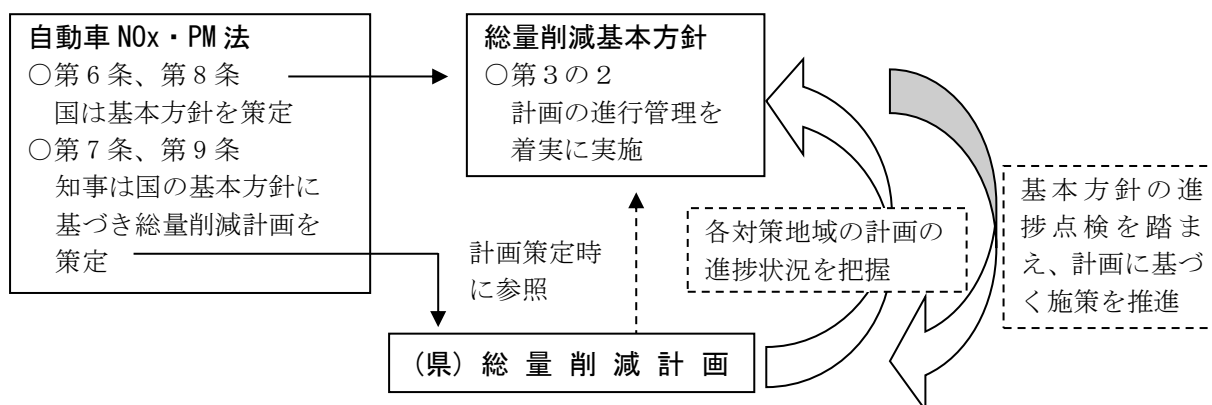 自動車 NOx・PM 法
○第６条、第８条
国は基本方針を策定
○第７条、第９条
知事は国の基本方針に
基づき総量削減計画を
策定
総量削減基本方針
○第３の２
計画の進行管理を
着実に実施
計画策定時
に参照
各対策地域の計画の
進捗状況を把握
基本方針の進
捗点検を踏ま
え、計画に基づ
く施策を推進
(県) 総 量 削 減 計 画